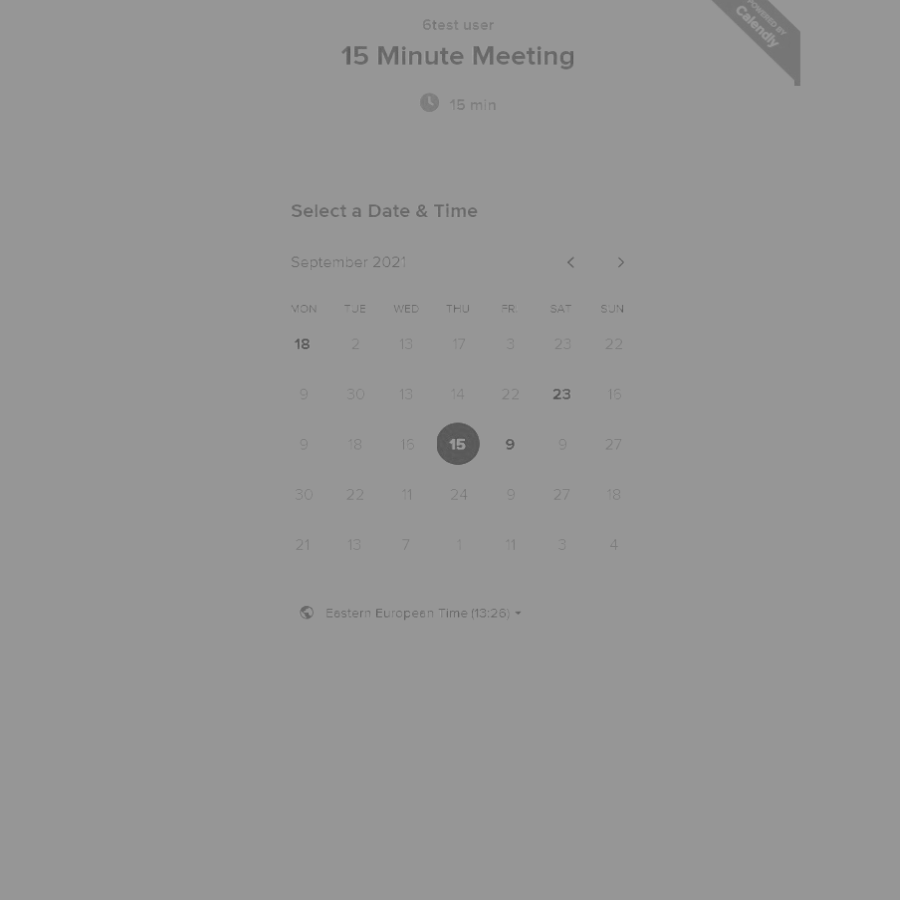 6test user
15 Minute Meeting
15 min
POWERED BY
Calendly
Select a Date & Time
September 2021
MON TUE WED THU FR SAT SUN
18 2 13 17 3 23 22
9 30 13 14 22 23 16
9 18 16 15 9 9 27
30 22 11 24 9 27 18
21 13 7 1 11 3 4
Eastern European Time (13:26)